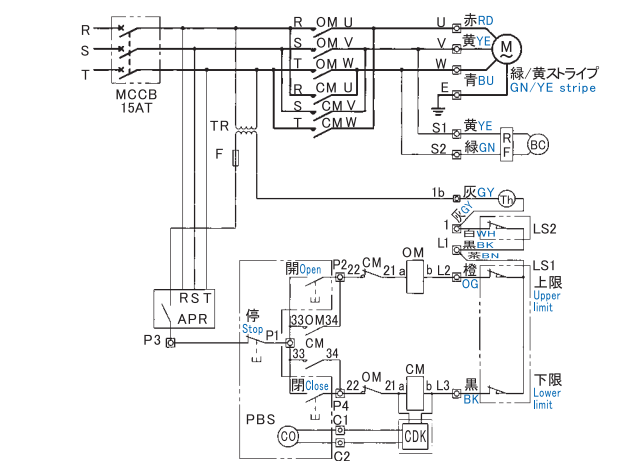 R OM U U 赤RD
R
S OM V V 黄YE
S M
T OM W W
T 青BU
MCCB
15AT
R CM U
S CM V
T CM W
E 緑/黄ストライプ
GN/YE stripe
TR
F
S1 黄YE
S2 緑GN
RF
BC
1b 灰GY Th
灰GY
1 白WH LS2
L1 黒BK
茶BN
開Open P2 22 CM 21 a OM b L2 橙 LS1
OG
上限
Upper
limit
RST
APR
停
Stop
33 OM 34
P3 P1 CM
33 34
閉Close 22 OM 21 a CM b L3 黒
BK
下限
Lower
limit
P4
PBS
CO
C1
C2
CDK